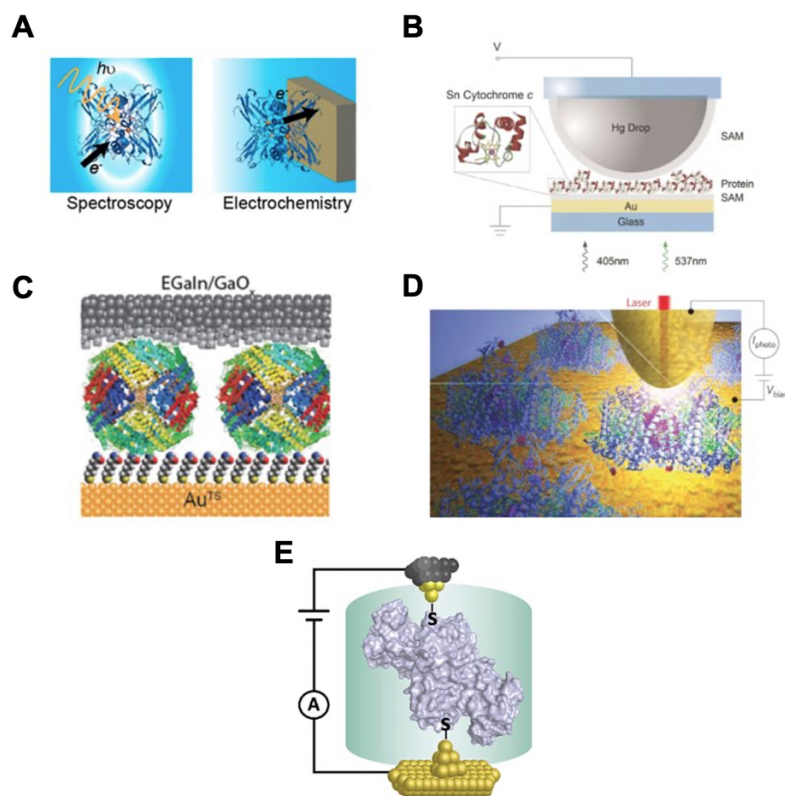 A
hυ
e⁻
Spectroscopy
e⁻
Electrochemistry
B
V
Sn Cytochrome c
Hg Drop
SAM
Protein
SAM
Au
Glass
405nm
537nm
C
EGaIn/GaOx
Auᵀˢ
D
Laser
Iphoto
Vbias
E
S
A
S